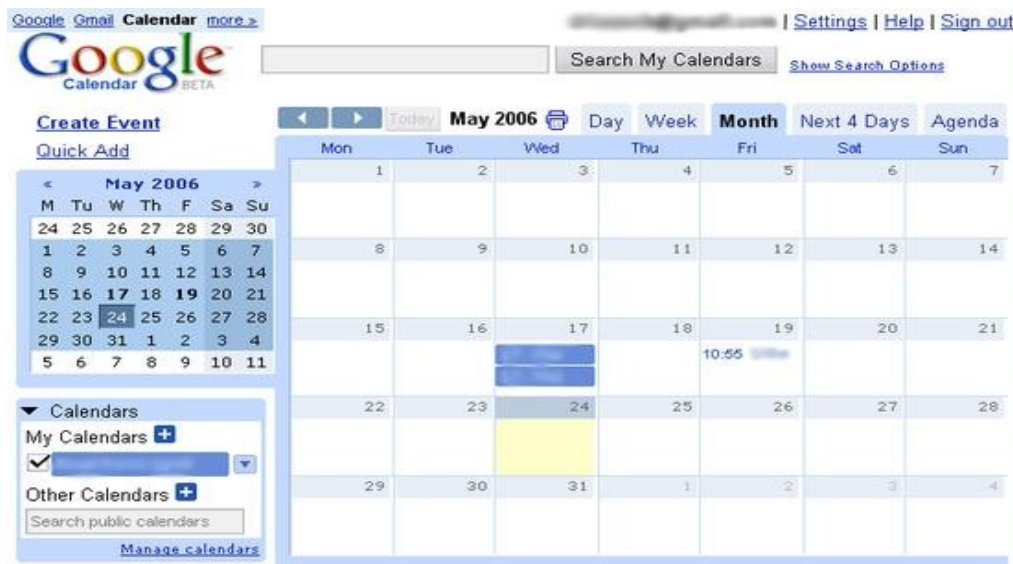 Google Gmail Calendar more »
| Settings | Help | Sign out
Google
Calendar BETA
Search My Calendars
Show Search Options
Create Event
Quick Add
Today May 2006 Day Week Month Next 4 Days Agenda
« May 2006 »
M Tu W Th F Sa Su
24 25 26 27 28 29 30
1 2 3 4 5 6 7
8 9 10 11 12 13 14
15 16 17 18 19 20 21
22 23 24 25 26 27 28
29 30 31 1 2 3 4
5 6 7 8 9 10 11
Calendars
My Calendars
Other Calendars
Search public calendars
Manage calendars
Mon Tue Wed Thu Fri Sat Sun
1 2 3 4 5 6 7
8 9 10 11 12 13 14
15 16 17 18 19 20 21
10:55
22 23 24 25 26 27 28
29 30 31 1 2 3 4